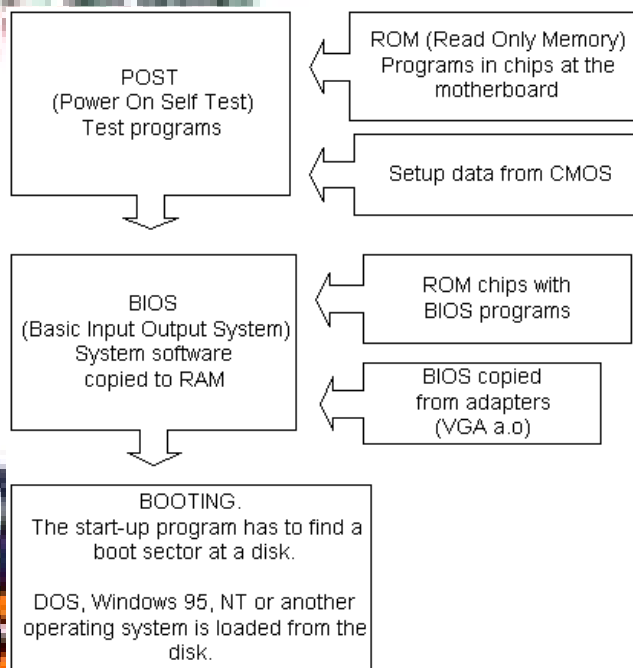 POST
(Power On Self Test)
Test programs
ROM (Read Only Memory)
Programs in chips at the
motherboard
Setup data from CMOS
BIOS
(Basic Input Output System)
System software
copied to RAM
ROM chips with
BIOS programs
BIOS copied
from adapters
(VGA a.o)
BOOTING.
The start-up program has to find a
boot sector at a disk.
DOS, Windows 95, NT or another
operating system is loaded from the
disk.